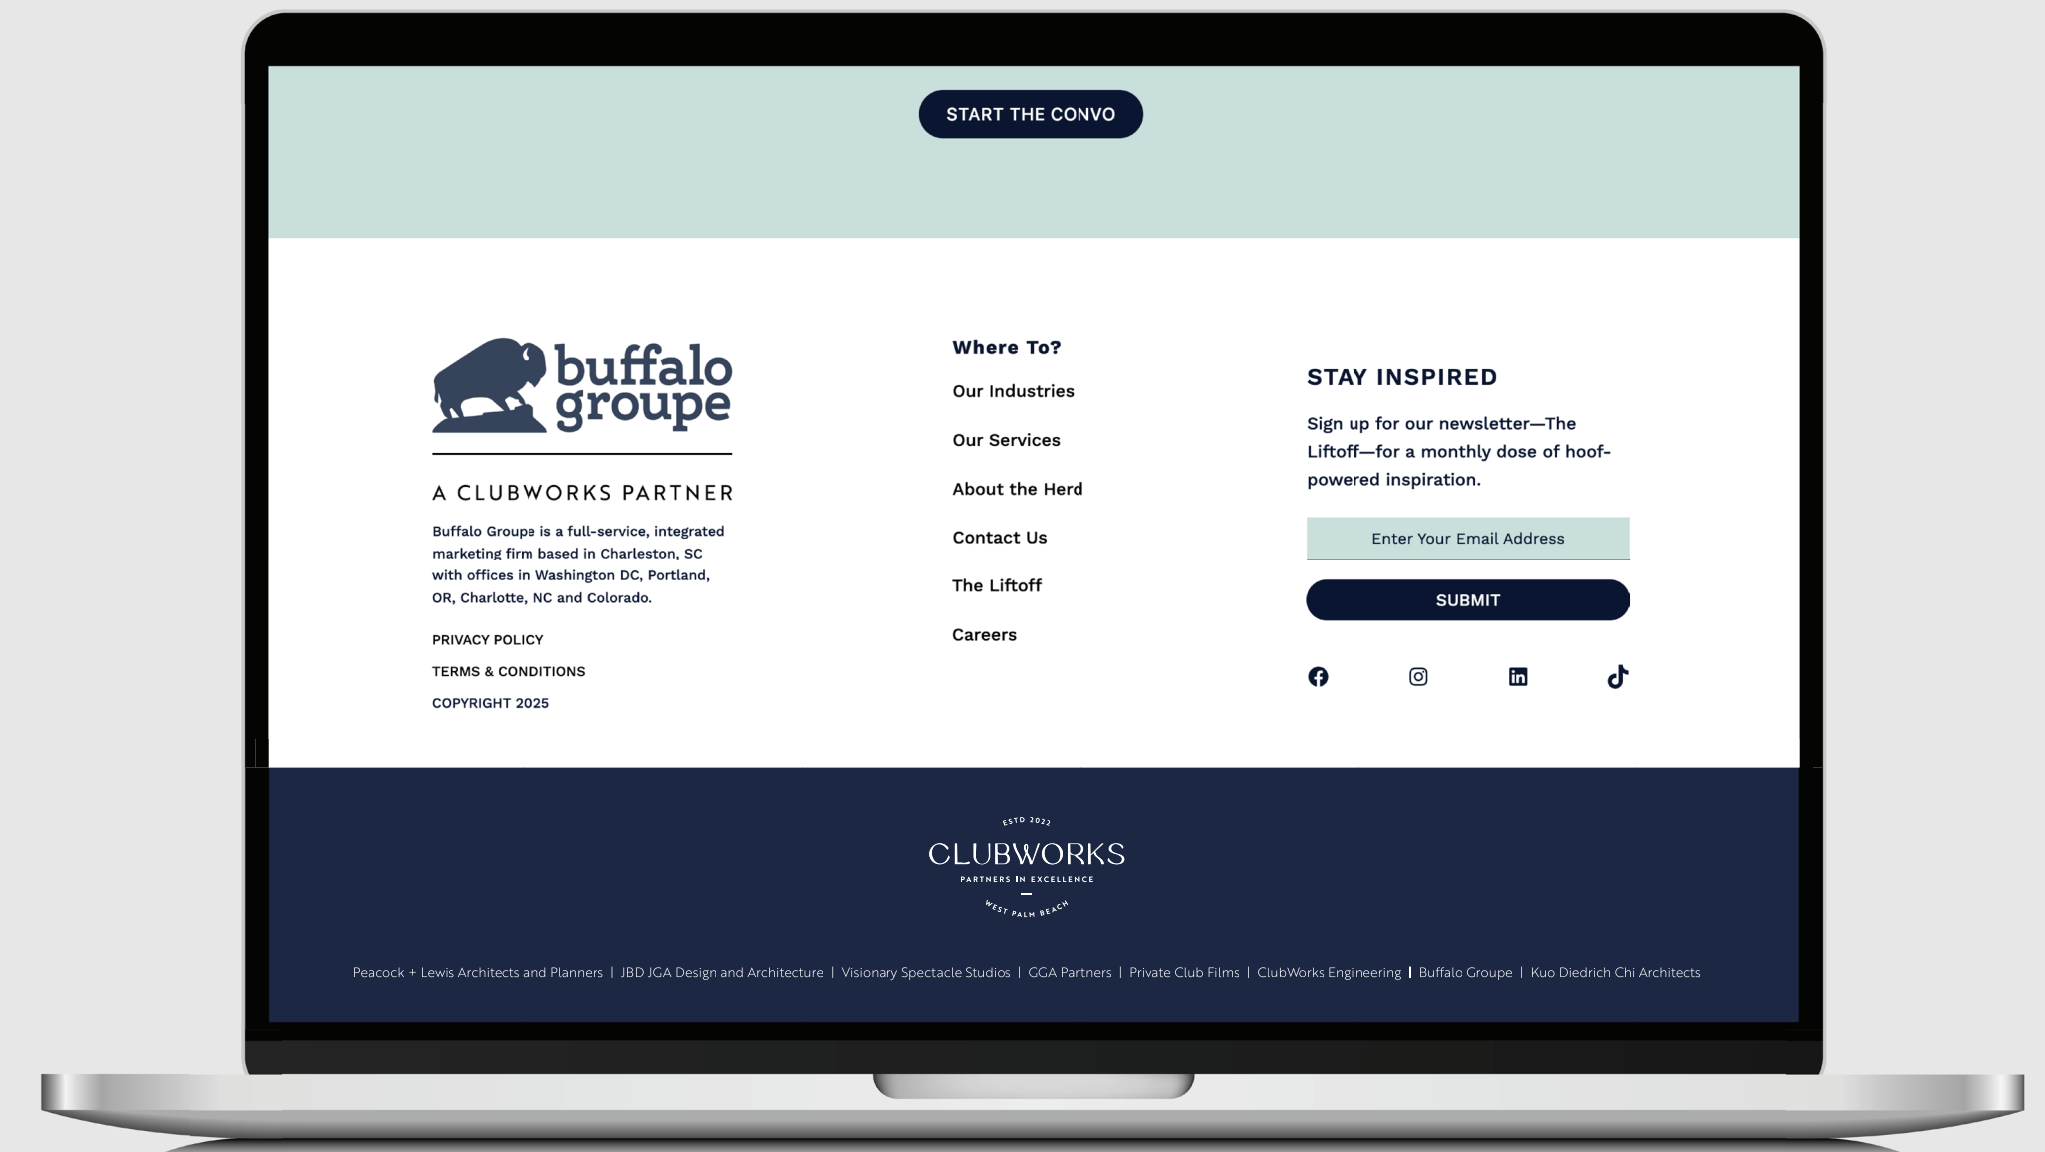 START THE CONVO
buffalo
groupe
A CLUBWORKS PARTNER
Buffalo Groupe is a full-service, integrated
marketing firm based in Charleston, SC
with offices in Washington DC, Portland,
OR, Charlotte, NC and Colorado.
PRIVACY POLICY
TERMS & CONDITIONS
COPYRIGHT 2025
Where To?
Our Industries
Our Services
About the Herd
Contact Us
The Liftoff
Careers
STAY INSPIRED
Sign up for our newsletter—The
Liftoff—for a monthly dose of hoof-
powered inspiration.
Enter Your Email Address
SUBMIT
ESTD 2022
CLUBWORKS
PARTNERS IN EXCELLENCE
WEST PALM BEACH
Peacock + Lewis Architects and Planners | JBD JGA Design and Architecture | Visionary Spectacle Studios | GGA Partners | Private Club Films | ClubWorks Engineering | Buffalo Groupe | Kuo Diedrich Chi Architects